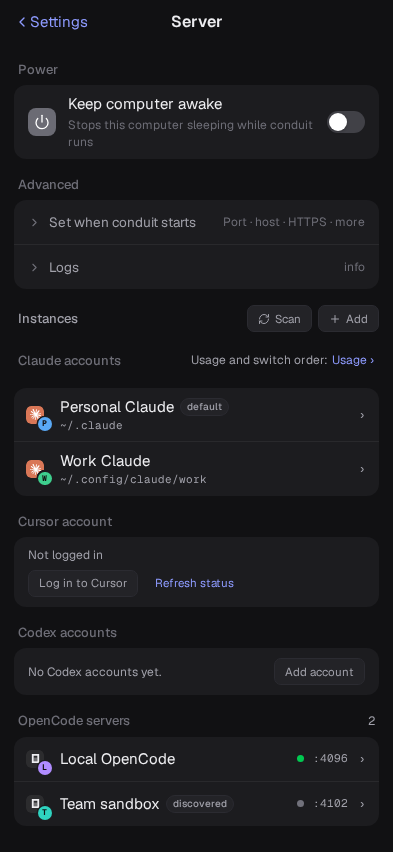 Settings
Server
Power
Keep computer awake
Stops this computer sleeping while conduit
runs
Advanced
Set when conduit starts
Port · host · HTTPS · more
Logs
info
Instances
Scan
Add
Claude accounts
Usage and switch order: Usage ›
P
Personal Claude
default
~/.claude
W
Work Claude
~/.config/claude/work
Cursor account
Not logged in
Log in to Cursor
Refresh status
Codex accounts
No Codex accounts yet.
Add account
OpenCode servers
2
L
Local OpenCode
:4096
T
Team sandbox
discovered
:4102